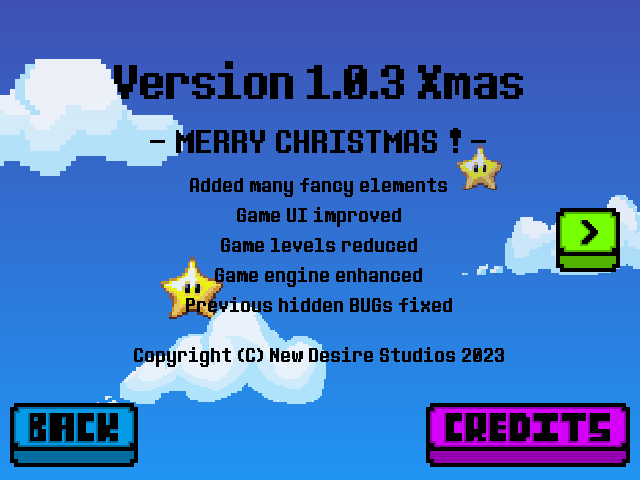 Version 1.0.3 Xmas
- MERRY CHRISTMAS ! -
Added many fancy elements
Game UI improved
Game levels reduced
>
Game engine enhanced
Previous hidden BUGs fixed
Copyright (C) New Desire Studios 2023
BACK
CREDITS